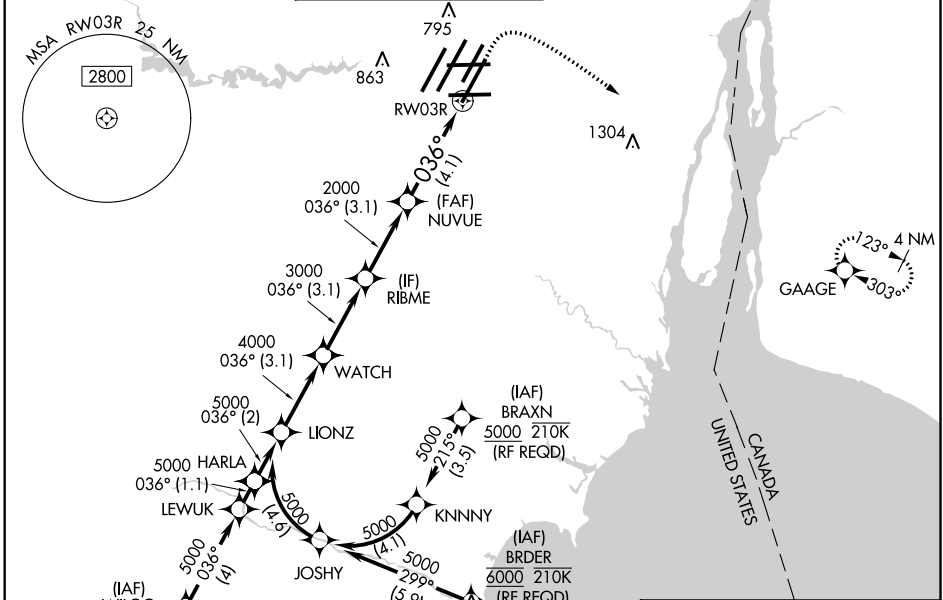 MSA RW03R 25 NM
2800
795
863
RW03R
1304
036°
(4.1)
2000
036° (3.1)
(FAF)
NUVUE
123°
4 NM
303°
GAAGE
3000
036° (3.1)
(IF)
RIBME
4000
036° (3.1)
WATCH
5000
036° (2)
LIONZ
(IAF)
BRAXN
5000 210K
(RF REQD)
5000
215°
(3.5)
CANADA
UNITED STATES
HARLA
5000
036° (1.1)
LEWUK
5000
(4.6)
KNNNY
5000
(4.1)
JOSHY
5000
036°
(4)
5000
299°
(IAF)
BRDER
6000 210K
(RF REQD)
(IAF)